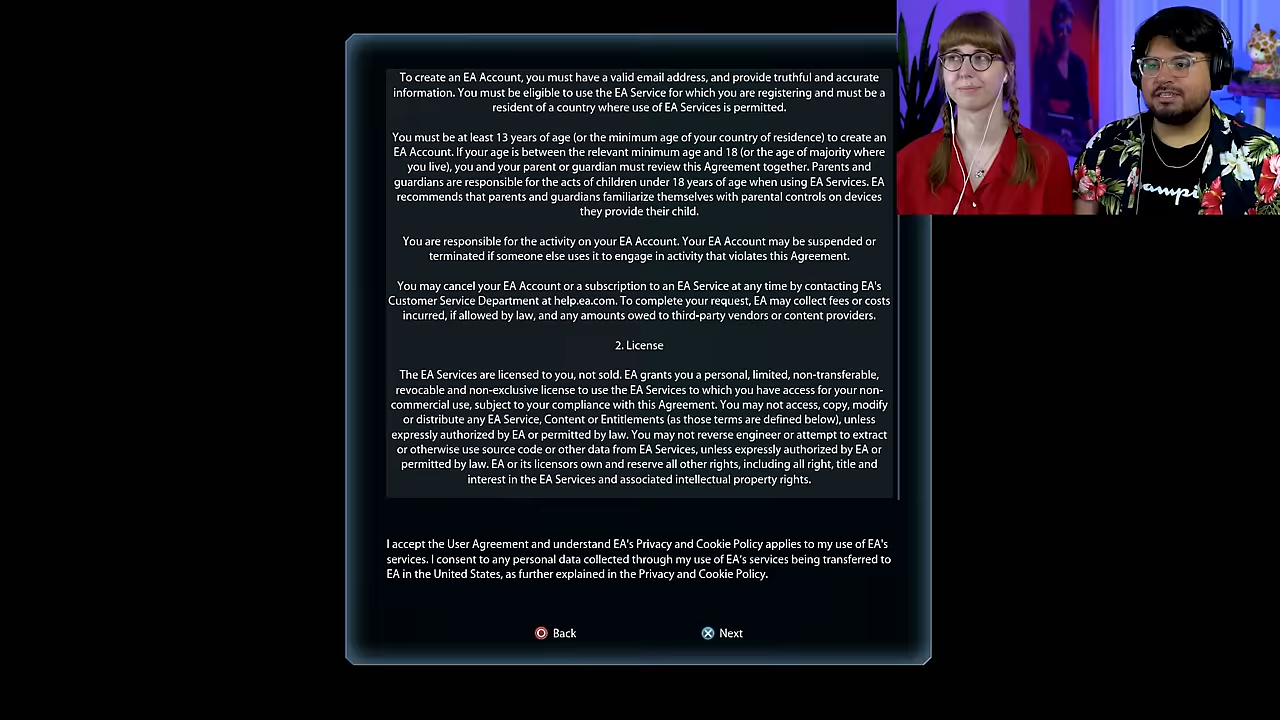 To create an EA Account, you must have a valid email address, and provide truthful and accurate
information. You must be eligible to use the EA Service for which you are registering and must be a
resident of a country where use of EA Services is permitted.
You must be at least 13 years of age (or the minimum age of your country of residence) to create an
EA Account. If your age is between the relevant minimum age and 18 (or the age of majority where
you live), you and your parent or guardian must review this Agreement together. Parents and
guardians are responsible for the acts of children under 18 years of age when using EA Services. EA
recommends that parents and guardians familiarize themselves with parental controls on devices
they provide their child.
You are responsible for the activity on your EA Account. Your EA Account may be suspended or
terminated if someone else uses it to engage in activity that violates this Agreement.
You may cancel your EA Account or a subscription to an EA Service at any time by contacting EA's
Customer Service Department at help.ea.com. To complete your request, EA may collect fees or costs
incurred, if allowed by law, and any amounts owed to third-party vendors or content providers.
2. License
The EA Services are licensed to you, not sold. EA grants you a personal, limited, non-transferable,
revocable and non-exclusive license to use the EA Services to which you have access for your non-
commercial use, subject to your compliance with this Agreement. You may not access, copy, modify
or distribute any EA Service, Content or Entitlements (as those terms are defined below), unless
expressly authorized by EA or permitted by law. You may not reverse engineer or attempt to extract
or otherwise use source code or other data from EA Services, unless expressly authorized by EA or
permitted by law. EA or its licensors own and reserve all other rights, including all right, title and
interest in the EA Services and associated intellectual property rights.
I accept the User Agreement and understand EA's Privacy and Cookie Policy applies to my use of EA's
services. I consent to any personal data collected through my use of EA's services being transferred to
EA in the United States, as further explained in the Privacy and Cookie Policy.
Back
Next